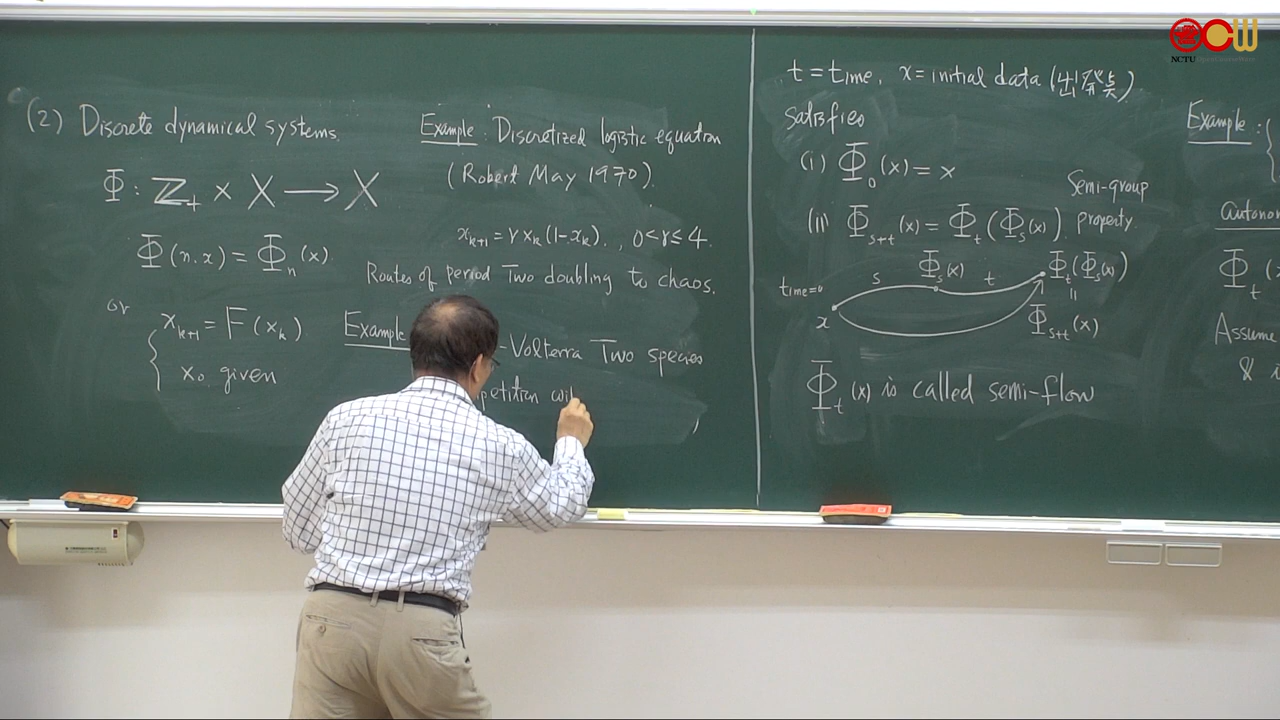 (2) Discrete dynamical systems.
Φ : ℤ₊ × X ⟶ X
Φ(n.x) = Φₙ(x).
or
xₖ₊₁ = F(xₖ)
x₀ given
Example : Discretized logistic equation
(Robert May 1970).
xₖ₊₁ = γ xₖ(1-xₖ). , 0<γ≤4.
Routes of period Two doubling to chaos.
Example
-Volterra Two species
petition wi
t = time, x = initial data (出發點)
satisfies
(i) Φ₀(x) = x
(ii) Φₛ₊ₜ(x) = Φₜ(Φₛ(x)).
Semi-group
property.
time=0
s
Φₛ(x)
t
Φₜ(Φₛ(x))
=
Φₛ₊ₜ(x)
x
Φₜ(x) is called semi-flow
Example : {
Φₜ(
Assume
& i
NCTU
OCW